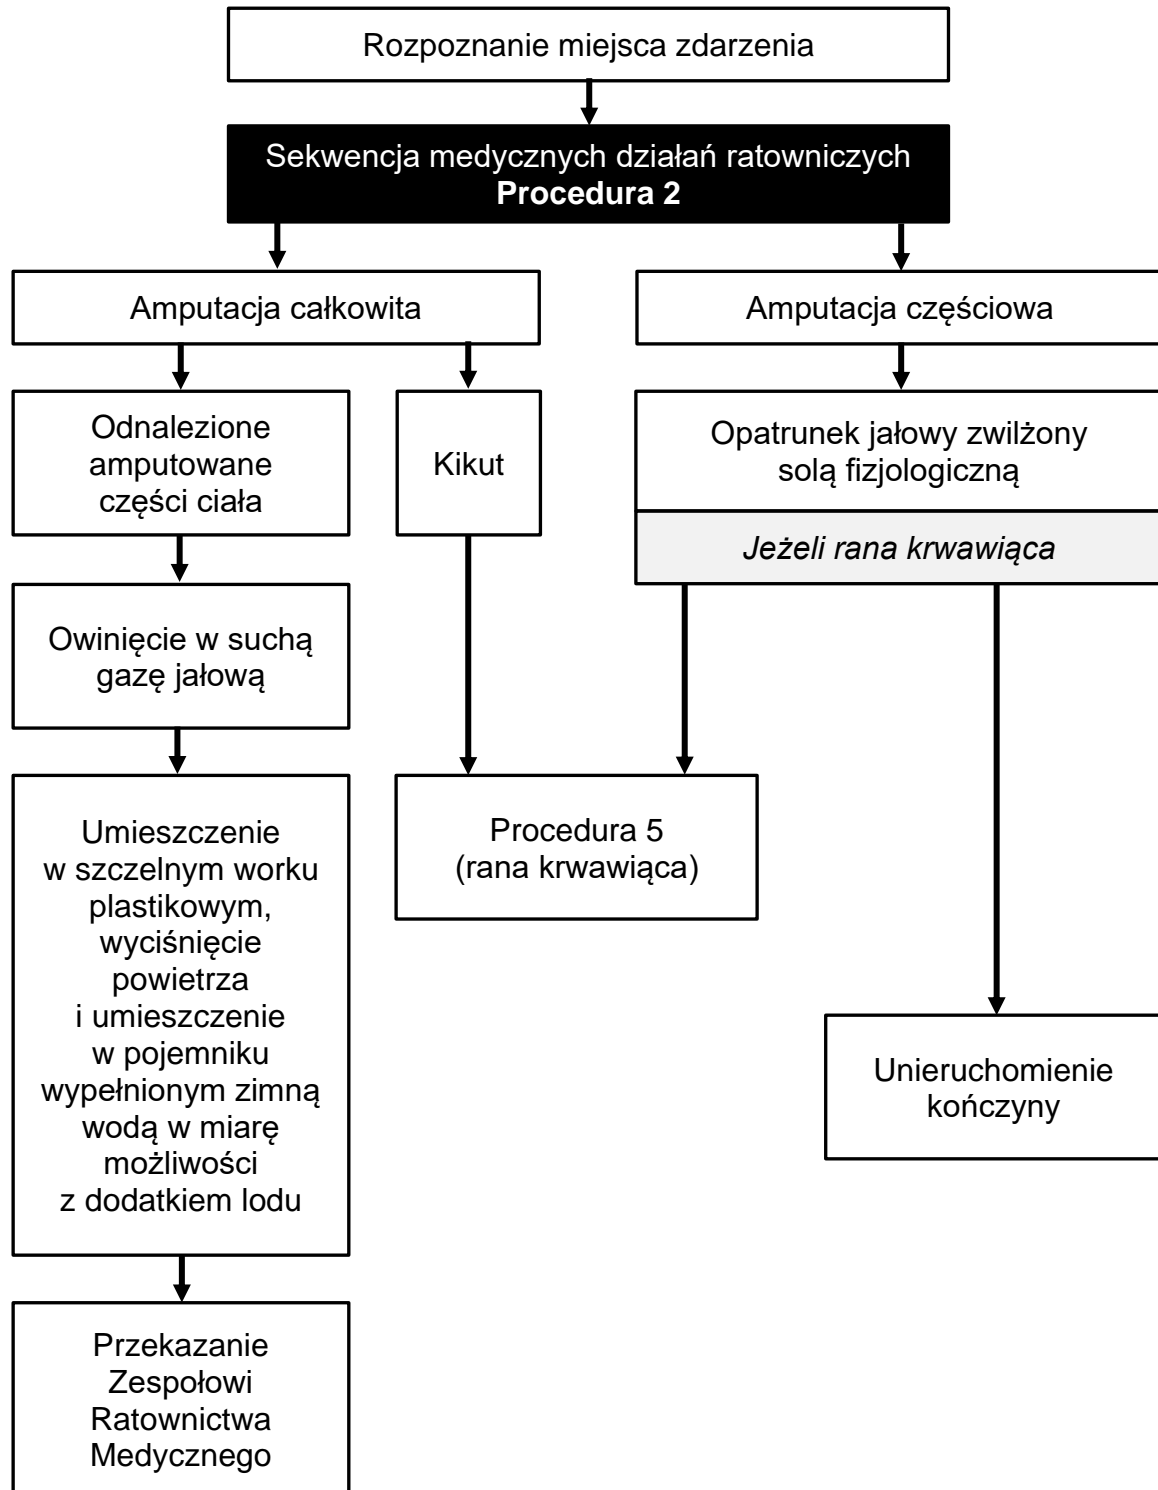 Rozpoznanie miejsca zdarzenia
Sekwencja medycznych działań ratowniczych
Procedura 2
Amputacja całkowita
Amputacja częściowa
Odnalezione
amputowane
części ciała
Kikut
Opatrunek jałowy zwilżony
solą fizjologiczną
Jeżeli rana krwawiąca
Owinięcie w suchą
gazę jałową
Umieszczenie
w szczelnym worku
plastikowym,
wyciśnięcie
powietrza
i umieszczenie
w pojemniku
wypełnionym zimną
wodą w miarę
możliwości
z dodatkiem lodu
Procedura 5
(rana krwawiąca)
Unieruchomienie
kończyny
Przekazanie
Zespołowi
Ratownictwa
Medycznego